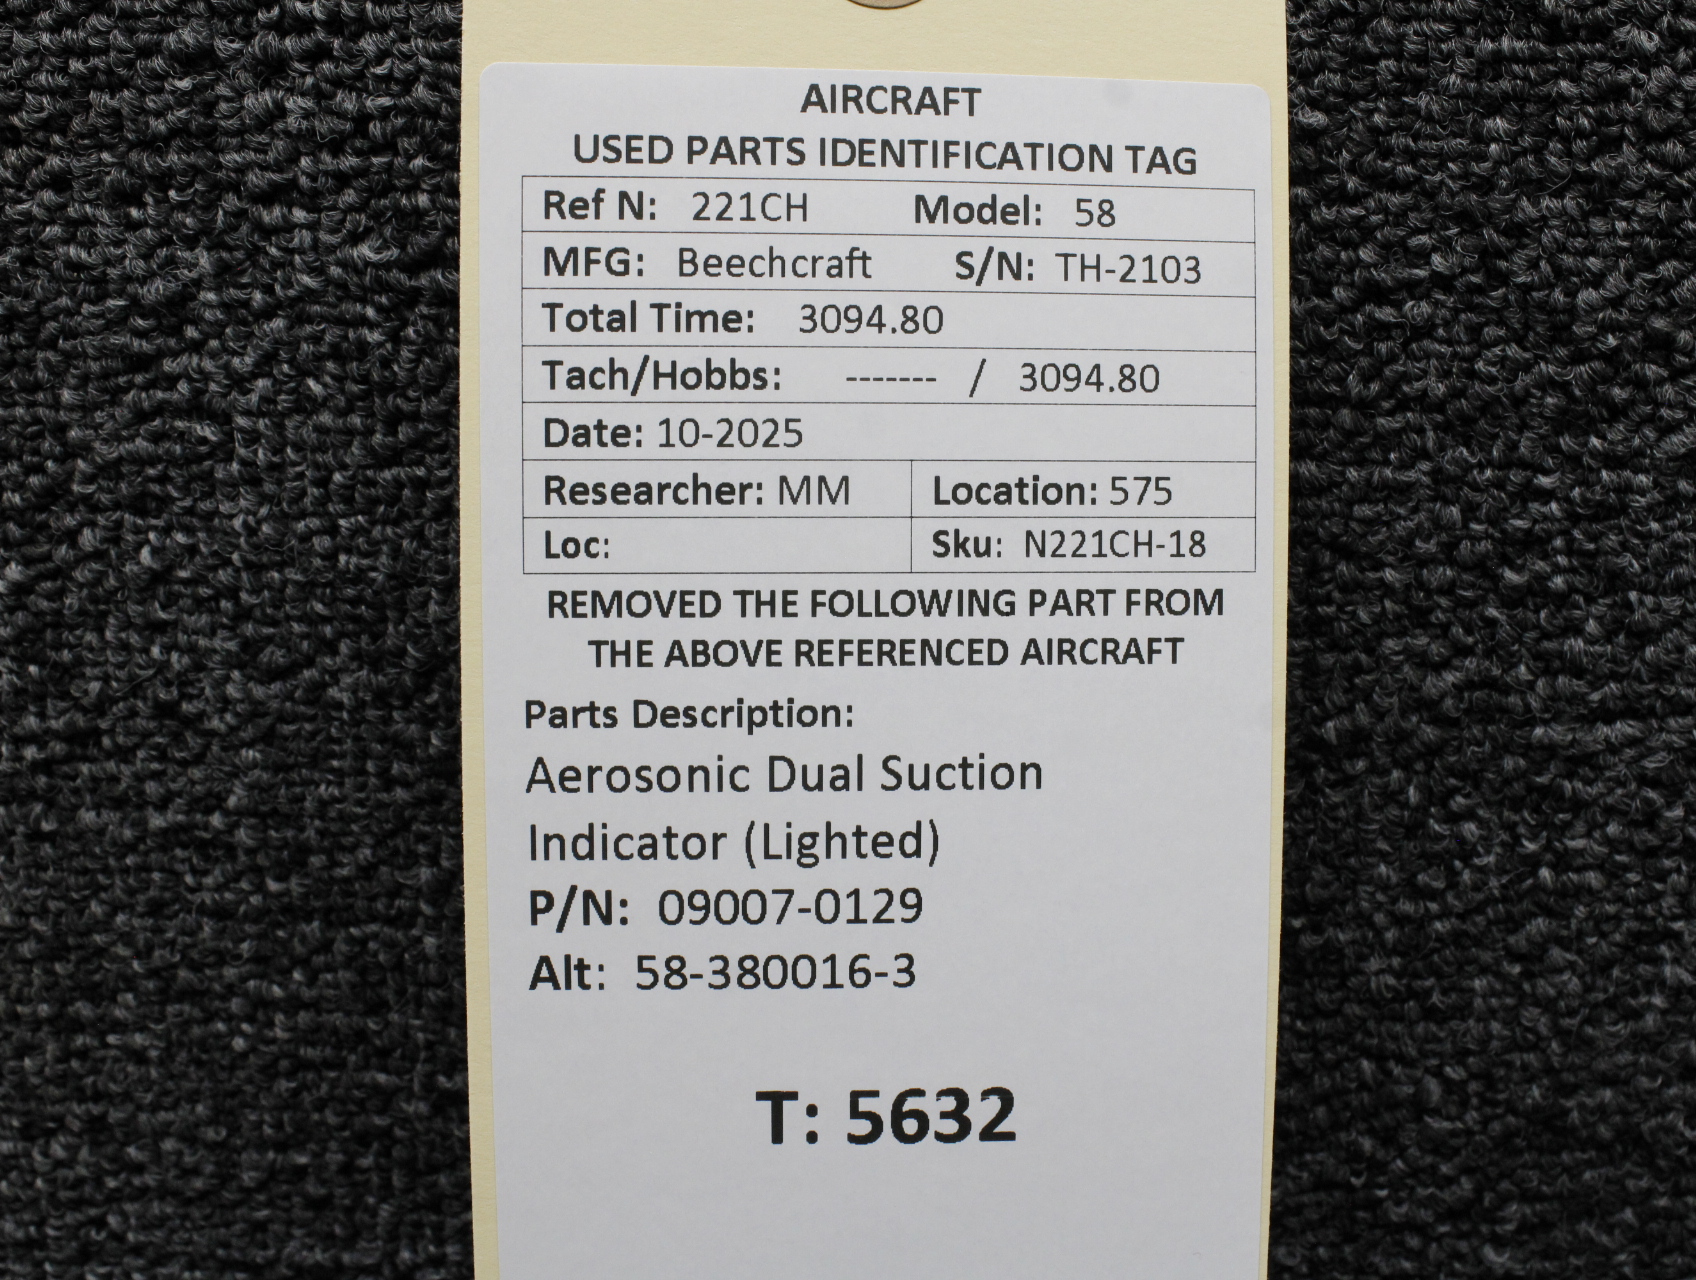 AIRCRAFT
USED PARTS IDENTIFICATION TAG
Ref N: 221CH Model: 58
MFG: Beechcraft S/N: TH-2103
Total Time: 3094.80
Tach/Hobbs: ------- / 3094.80
Date: 10-2025
Researcher: MM Location: 575
Loc: Sku: N221CH-18
REMOVED THE FOLLOWING PART FROM
THE ABOVE REFERENCED AIRCRAFT
Parts Description:
Aerosonic Dual Suction
Indicator (Lighted)
P/N: 09007-0129
Alt: 58-380016-3
T: 5632